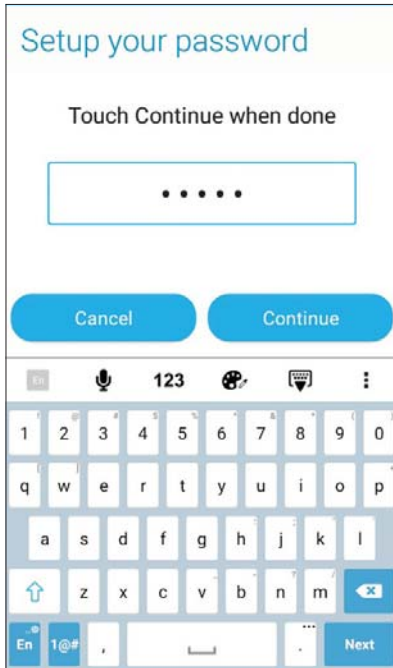 Setup your password
Touch Continue when done
•••••
Cancel Continue
En 123
1 2 3 4 5 6 7 8 9 0
q w e r t y u i o p
a s d f g h j k l
z x c v b n m
En 1@# , . Next